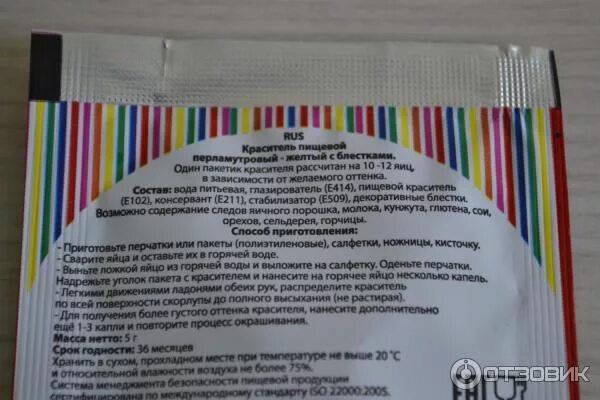 RUS
Краситель пищевой
перламутровый - желтый с блестками.
Один пакетик красителя рассчитан на 10 -12 яиц,
в зависимости от желаемого оттенка.
Состав: вода питьевая, глазирователь (Е414), пищевой краситель
(Е102), консервант (Е211), стабилизатор (Е509), декоративные блестки.
Возможно содержание следов яичного порошка, молока, кунжута, глютена, сои,
орехов, сельдерея, горчицы.
Способ приготовления:
- Приготовьте перчатки или пакеты (полиэтиленовые), салфетки, ножницы, кисточку.
- Сварите яйца и оставьте их в горячей воде.
- Выньте ложкой яйцо из горячей воды и выложите на салфетку. Оденьте перчатки.
Надрежьте уголок пакета с красителем и нанесите на горячее яйцо несколько капель.
- Легкими движениями ладонями обеих рук, распределите краситель
по всей поверхности скорлупы до полного высыхания (не растирая).
- Для получения более густого оттенка красителя, нанесите дополнительно
ещё 1-3 капли и повторите процесс окрашивания.
Масса нетто: 5 г
Срок годности: 36 месяцев
Хранить в сухом, прохладном месте при температуре не выше 20 °C
и относительной влажности воздуха не более 75%.
Система менеджмента безопасности пищевой продукции
сертифицирована по международному стандарту ISO 22000:2005.
ОТЗОВИК